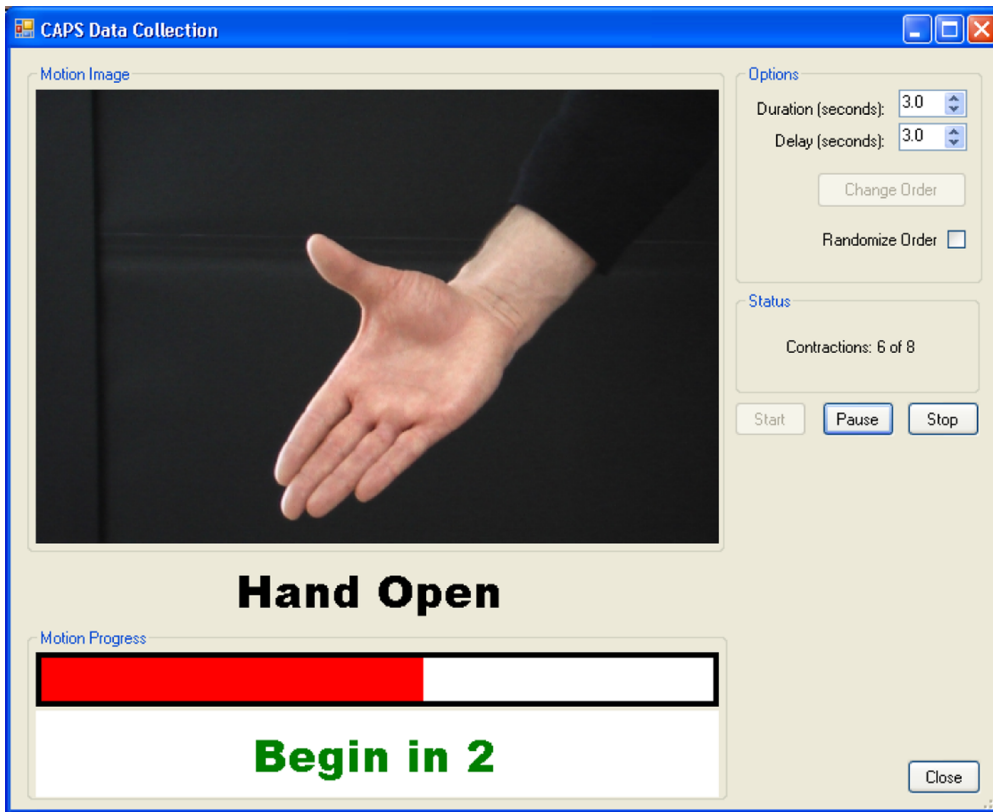 CAPS Data Collection
Motion Image
Options
Duration (seconds): 3.0
Delay (seconds): 3.0
Change Order
Randomize Order
Status
Contractions: 6 of 8
Start Pause Stop
Hand Open
Motion Progress
Begin in 2
Close